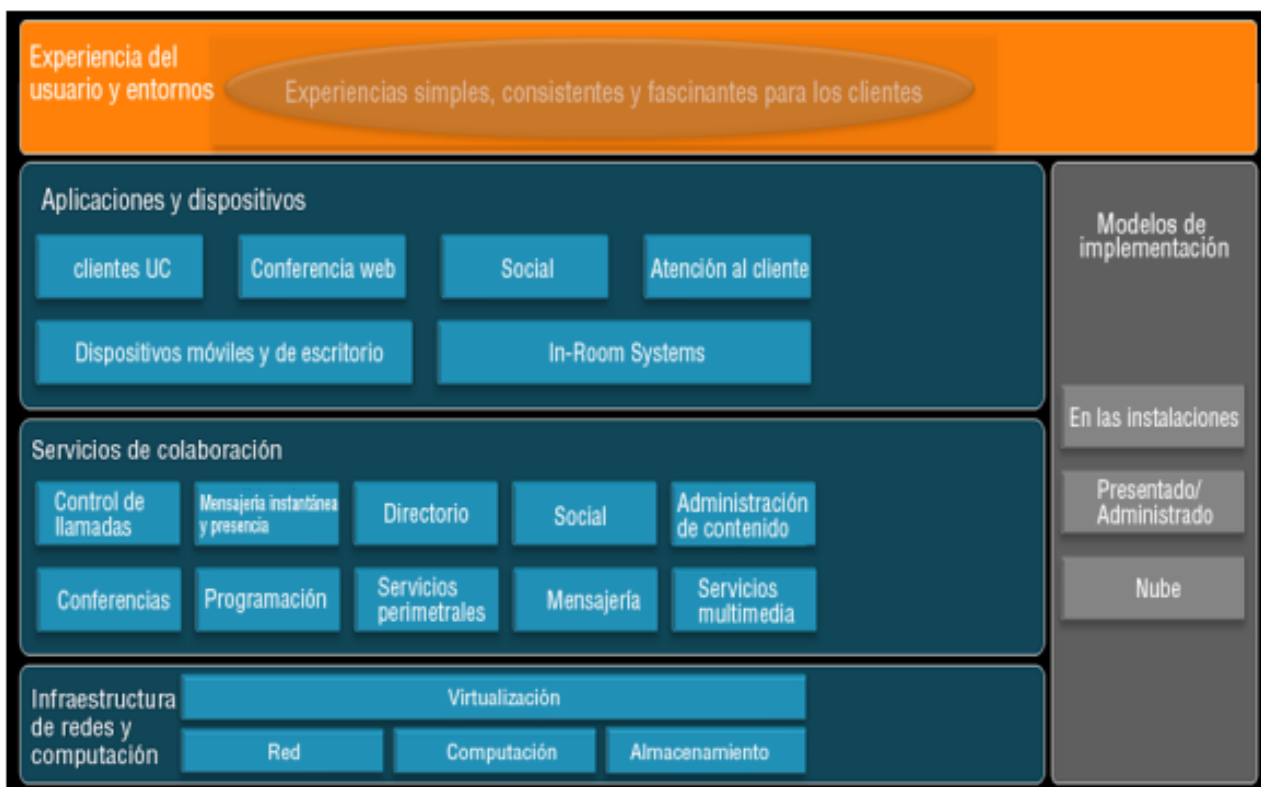 Experiencia del
usuario y entornos
Experiencias simples, consistentes y fascinantes para los clientes
Aplicaciones y dispositivos
clientes UC
Conferencia web
Social
Atención al cliente
Dispositivos móviles y de escritorio
In-Room Systems
Servicios de colaboración
Control de
llamadas
Mensajería instantánea
y presencia
Directorio
Social
Administración
de contenido
Conferencias
Programación
Servicios
perimetrales
Mensajería
Servicios
multimedia
Infraestructura
de redes y
computación
Virtualización
Red
Computación
Almacenamiento
Modelos de
implementación
En las instalaciones
Presentado/
Administrado
Nube